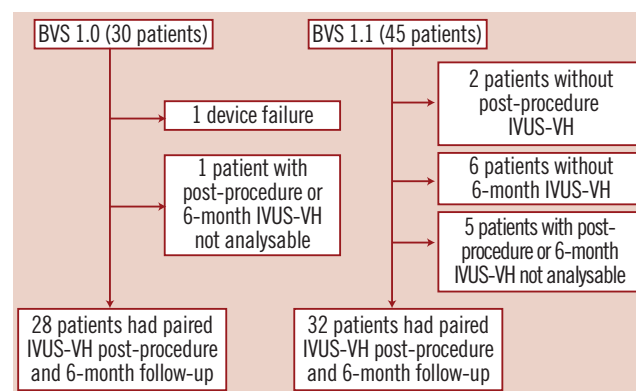 BVS 1.0 (30 patients)
1 device failure
1 patient with
post-procedure or
6-month IVUS-VH
not analysable
28 patients had paired
IVUS-VH post-procedure
and 6-month follow-up
BVS 1.1 (45 patients)
2 patients without
post-procedure
IVUS-VH
6 patients without
6-month IVUS-VH
5 patients with post-
procedure or 6-month
IVUS-VH not analysable
32 patients had paired
IVUS-VH post-procedure
and 6-month follow-up